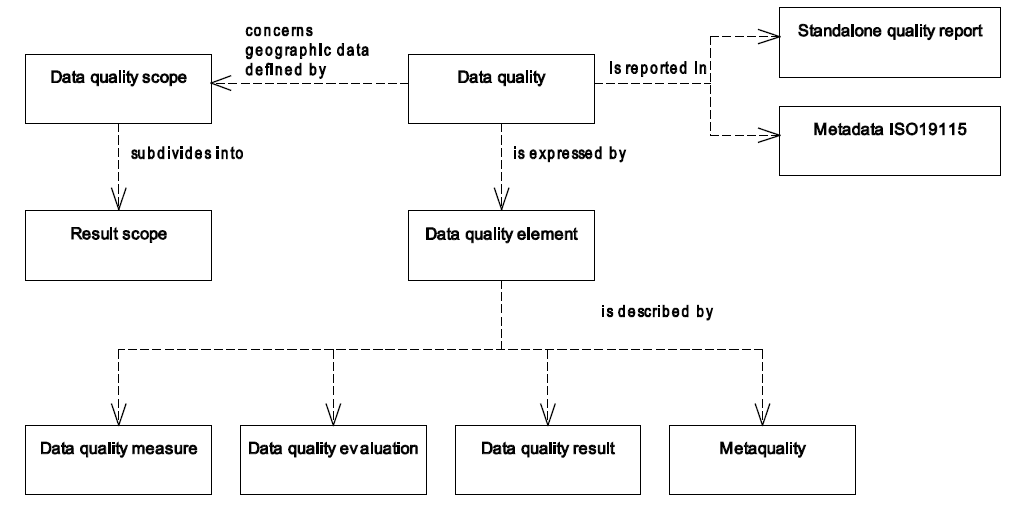 concerns
geographic data
defined by
Standalone quality report
Data quality scope
Data quality
is reported in
Metadata ISO19115
subdivides into
is expressed by
Result scope
Data quality element
is described by
Data quality measure
Data quality evaluation
Data quality result
Metaquality